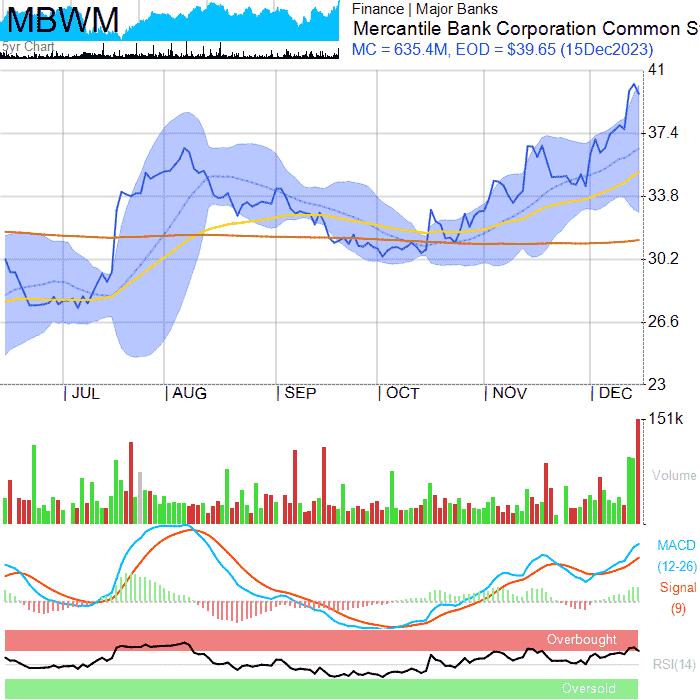 MBWM
5yr Chart
Finance | Major Banks
Mercantile Bank Corporation Common S
MC = 635.4M, EOD = $39.65 (15Dec2023)
41
37.4
33.8
30.2
26.6
23
| JUL | AUG | SEP | OCT | NOV | DEC
151k
Volume
MACD
(12-26)
Signal
(9)
Overbought
RSI(14)
Oversold